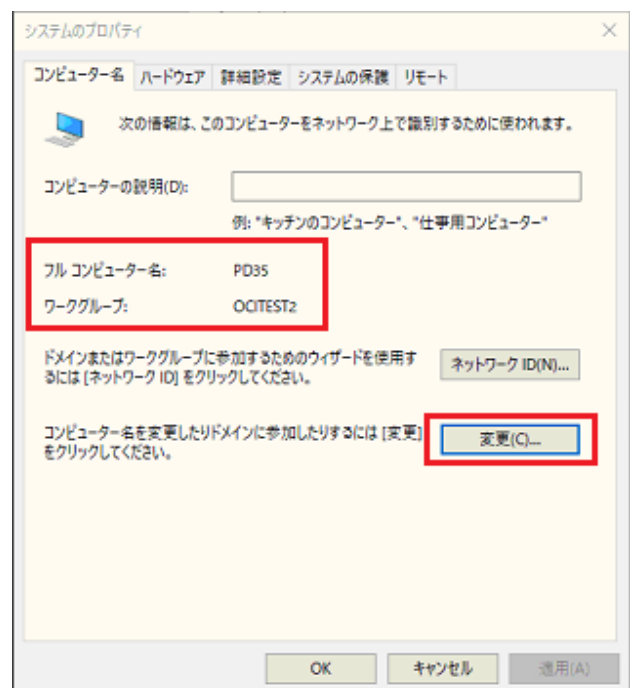 システムのプロパティ
コンピューター名 ハードウェア 詳細設定 システムの保護 リモート
次の情報は、このコンピューターをネットワーク上で識別するために使われます。
コンピューターの説明(D):
例: "キッチンのコンピューター"、"仕事用コンピューター"
フル コンピューター名: PD35
ワークグループ: OCITEST2
ドメインまたはワークグループに参加するためのウィザードを使用す
るには [ネットワーク ID] をクリックしてください。
ネットワーク ID(N)...
コンピューター名を変更したりドメインに参加したりするには [変更]
をクリックしてください。
変更(C)...
OK キャンセル 適用(A)